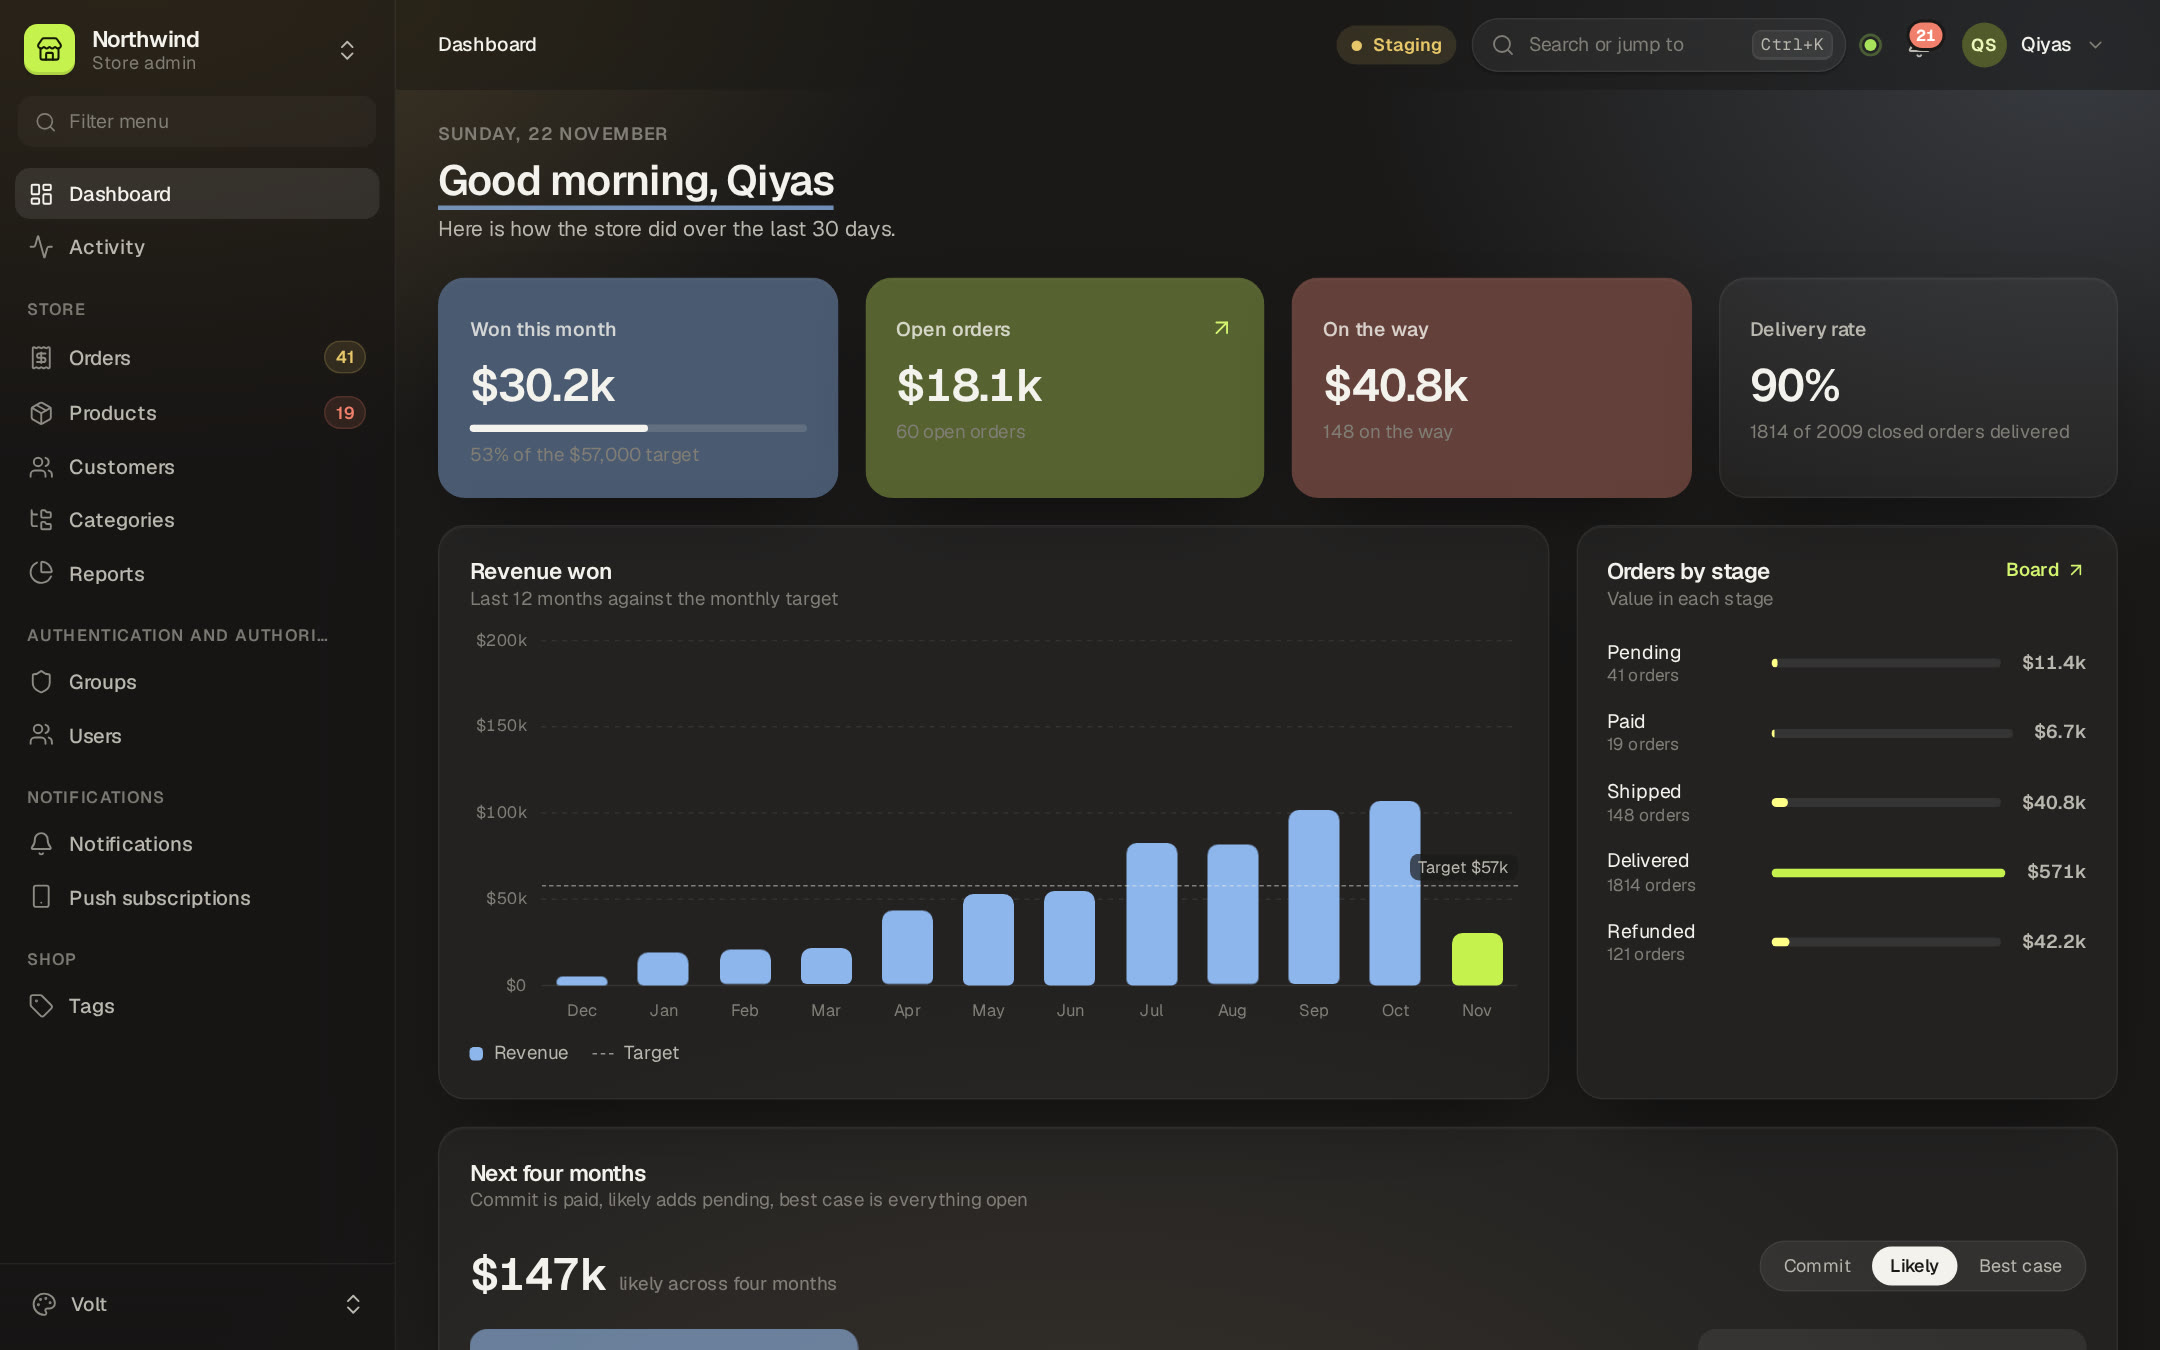 Northwind
Store admin
Filter menu
Dashboard
Activity
STORE
Orders 41
Products 19
Customers
Categories
Reports
AUTHENTICATION AND AUTHORI...
Groups
Users
NOTIFICATIONS
Notifications
Push subscriptions
SHOP
Tags
Volt
Dashboard
Staging
Search or jump to Ctrl+K
21
QS Qiyas
SUNDAY, 22 NOVEMBER
Good morning, Qiyas
Here is how the store did over the last 30 days.
Won this month
$30.2k
53% of the $57,000 target
Open orders
$18.1k
60 open orders
On the way
$40.8k
148 on the way
Delivery rate
90%
1814 of 2009 closed orders delivered
Revenue won
Last 12 months against the monthly target
$200k
$150k
$100k
Target $57k
$50k
$0
Dec Jan Feb Mar Apr May Jun Jul Aug Sep Oct Nov
Revenue Target
Orders by stage Board
Value in each stage
Pending
41 orders
$11.4k
Paid
19 orders
$6.7k
Shipped
148 orders
$40.8k
Delivered
1814 orders
$571k
Refunded
121 orders
$42.2k
Next four months
Commit is paid, likely adds pending, best case is everything open
$147k likely across four months
Commit Likely Best case